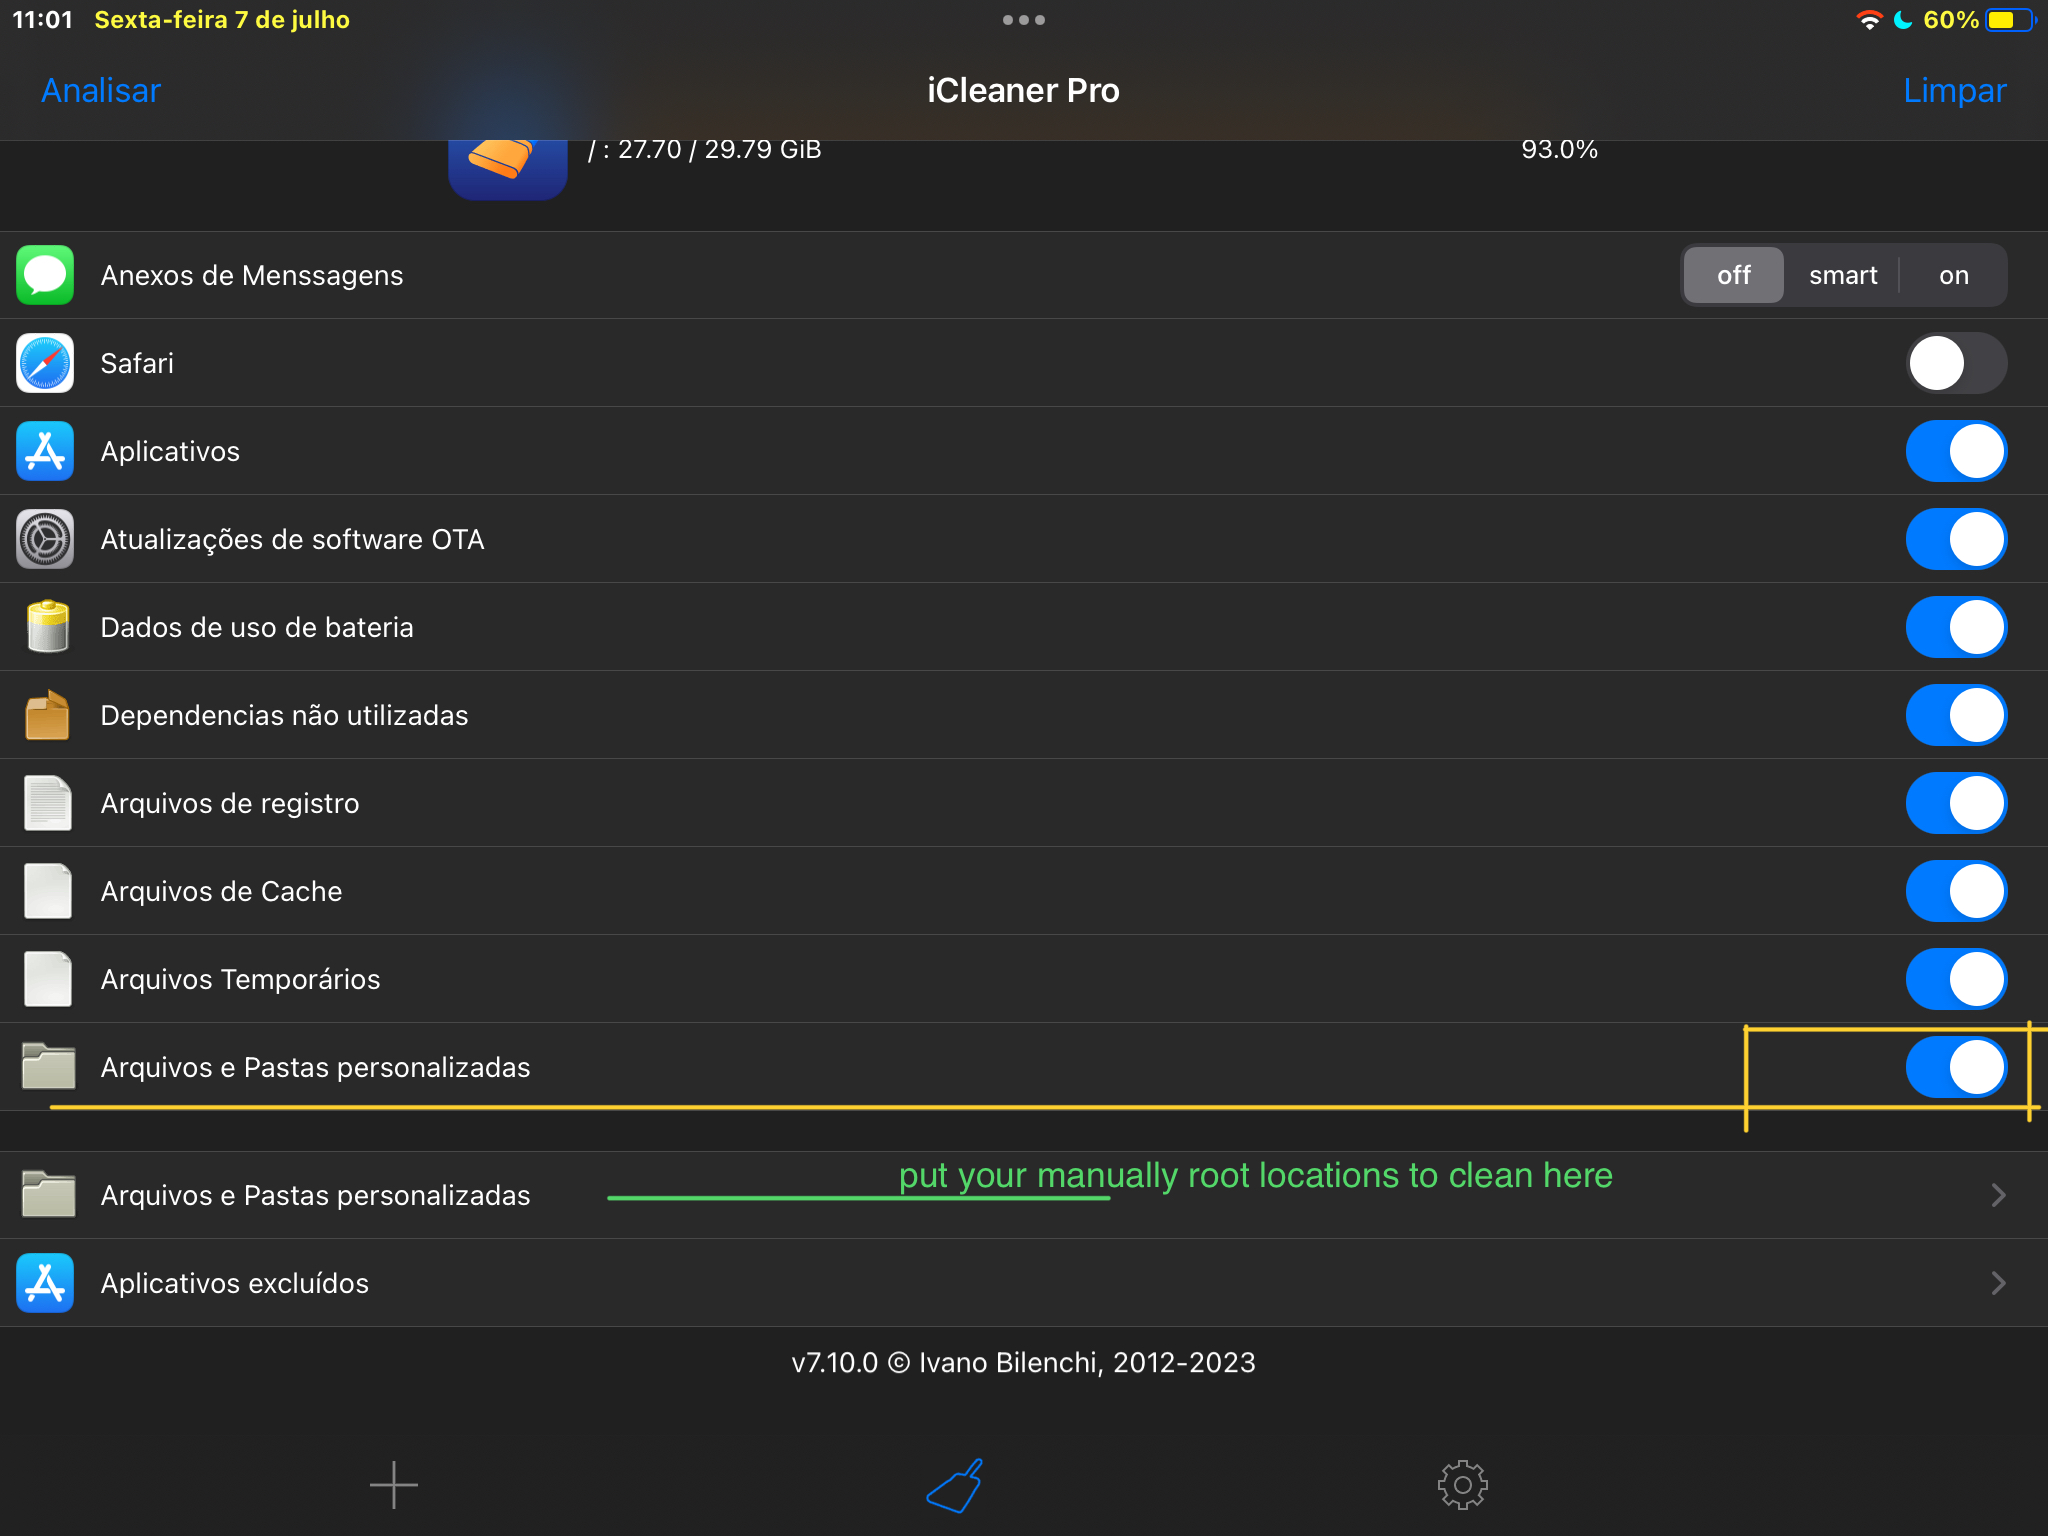 11:01 Sexta-feira 7 de julho 60%
Analisar iCleaner Pro Limpar
/ : 27.70 / 29.79 GiB 93.0%
Anexos de Menssagens off smart on
Safari
Aplicativos
Atualizações de software OTA
Dados de uso de bateria
Dependencias não utilizadas
Arquivos de registro
Arquivos de Cache
Arquivos Temporários
Arquivos e Pastas personalizadas
put your manually root locations to clean here
Arquivos e Pastas personalizadas
Aplicativos excluídos
v7.10.0 © Ivano Bilenchi, 2012-2023